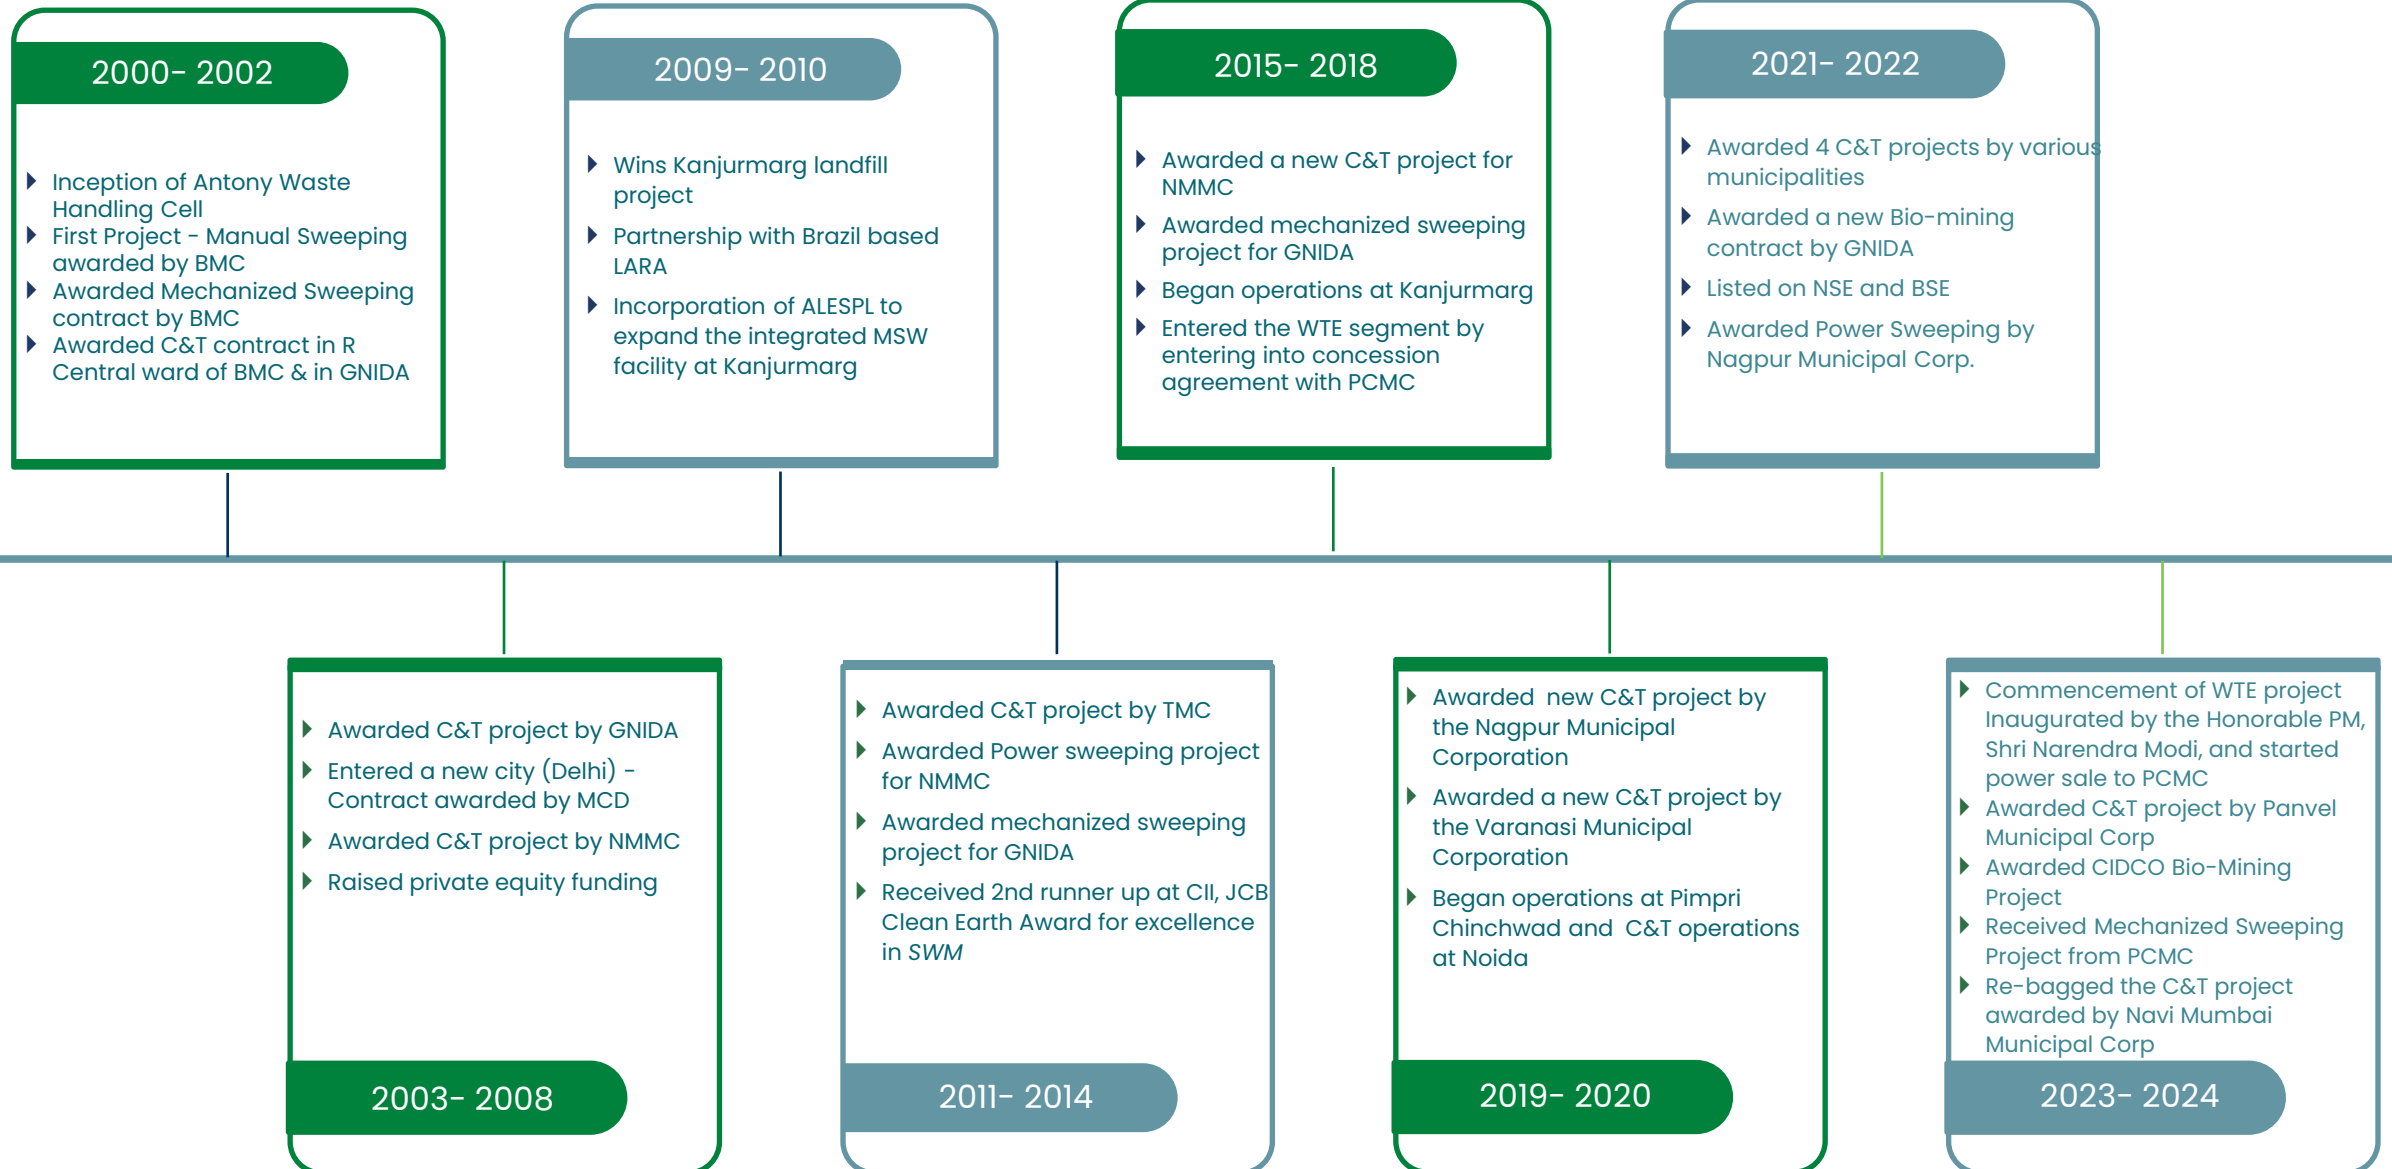 2000- 2002
Inception of Antony Waste
Handling Cell
First Project - Manual Sweeping
awarded by BMC
Awarded Mechanized Sweeping
contract by BMC
Awarded C&T contract in R
Central ward of BMC & in GNIDA
2009- 2010
Wins Kanjurmarg landfill
project
Partnership with Brazil based
LARA
Incorporation of ALESPL to
expand the integrated MSW
facility at Kanjurmarg
2015- 2018
Awarded a new C&T project for
NMMC
Awarded mechanized sweeping
project for GNIDA
Began operations at Kanjurmarg
Entered the WTE segment by
entering into concession
agreement with PCMC
2021- 2022
Awarded 4 C&T projects by various
municipalities
Awarded a new Bio-mining
contract by GNIDA
Listed on NSE and BSE
Awarded Power Sweeping by
Nagpur Municipal Corp.
Awarded C&T project by GNIDA
Entered a new city (Delhi) -
Contract awarded by MCD
Awarded C&T project by NMMC
Raised private equity funding
2003- 2008
Awarded C&T project by TMC
Awarded Power sweeping project
for NMMC
Awarded mechanized sweeping
project for GNIDA
Received 2nd runner up at CII, JCB
Clean Earth Award for excellence
in SWM
2011- 2014
Awarded  new C&T project by
the Nagpur Municipal
Corporation
Awarded a new C&T project by
the Varanasi Municipal
Corporation
Began operations at Pimpri
Chinchwad and  C&T operations
at Noida
2019- 2020
Commencement of WTE project
Inaugurated by the Honorable PM,
Shri Narendra Modi, and started
power sale to PCMC
Awarded C&T project by Panvel
Municipal Corp
Awarded CIDCO Bio-Mining
Project
Received Mechanized Sweeping
Project from PCMC
Re-bagged the C&T project
awarded by Navi Mumbai
Municipal Corp
2023- 2024